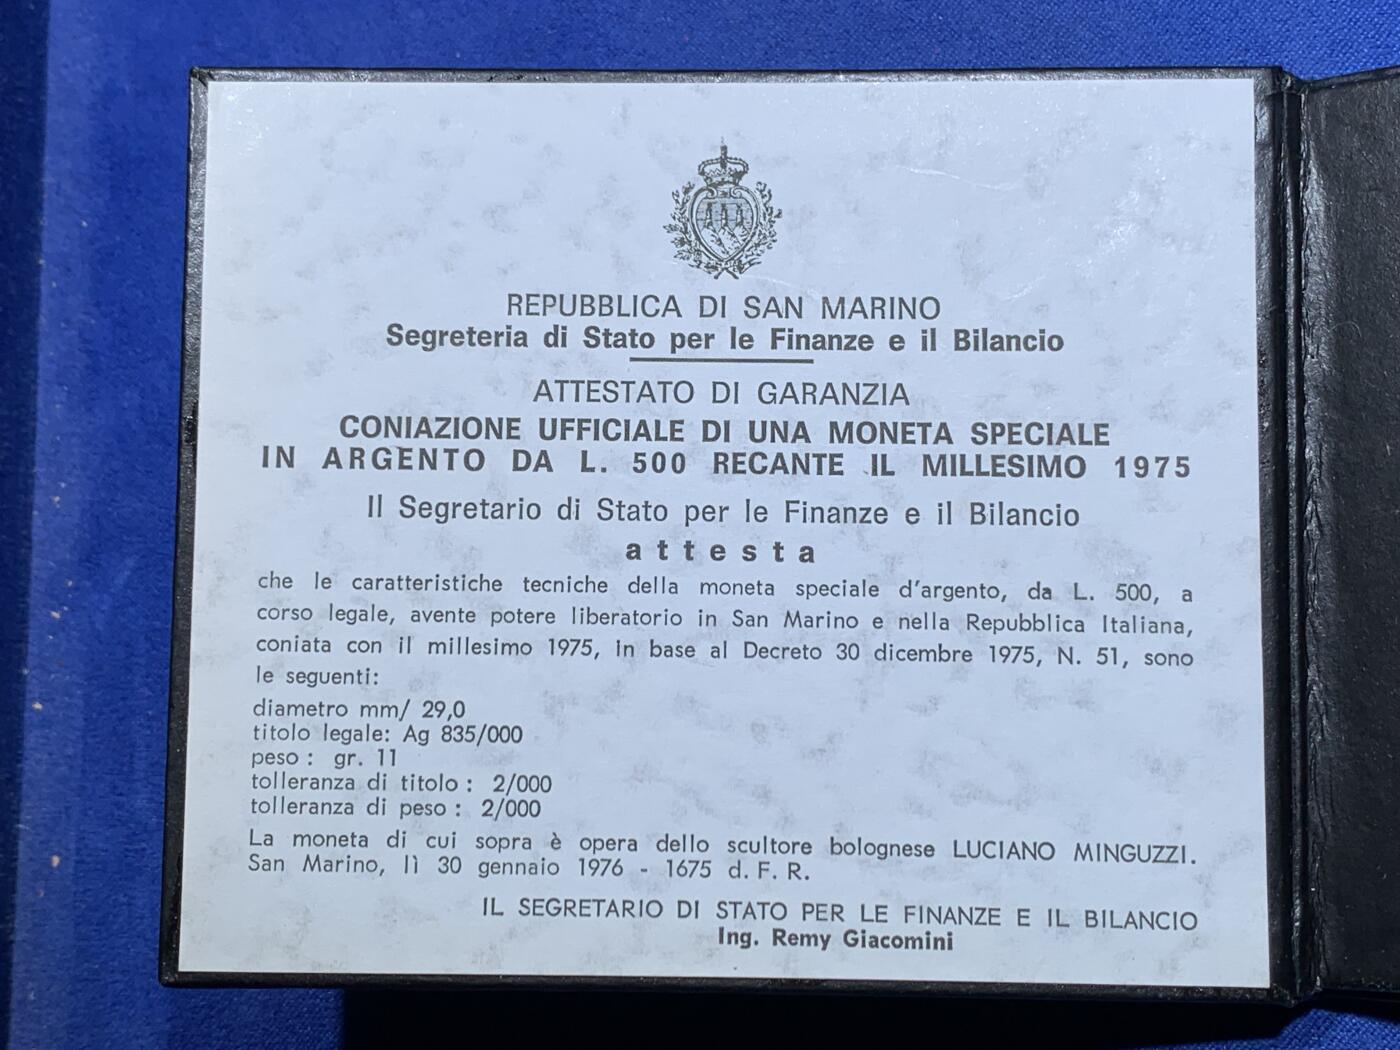 REPUBBLICA DI SAN MARINO
Segreteria di Stato per le Finanze e il Bilancio
ATTESTATO DI GARANZIA
CONIAZIONE UFFICIALE DI UNA MONETA SPECIALE
IN ARGENTO DA L. 500 RECANTE IL MILLESIMO 1975
Il Segretario di Stato per le Finanze e il Bilancio
attesta
che le caratteristiche tecniche della moneta speciale d'argento, da L. 500, a
corso legale, avente potere liberatorio in San Marino e nella Repubblica Italiana,
coniata con il millesimo 1975, in base al Decreto 30 dicembre 1975, N. 51, sono
le seguenti:
diametro mm/ 29,0
titolo legale: Ag 835/000
peso : gr. 11
tolleranza di titolo : 2/000
tolleranza di peso : 2/000
La moneta di cui sopra è opera dello scultore bolognese LUCIANO MINGUZZI.
San Marino, lì 30 gennaio 1976 - 1675 d. F. R.
IL SEGRETARIO DI STATO PER LE FINANZE E IL BILANCIO
Ing. Remy Giacomini